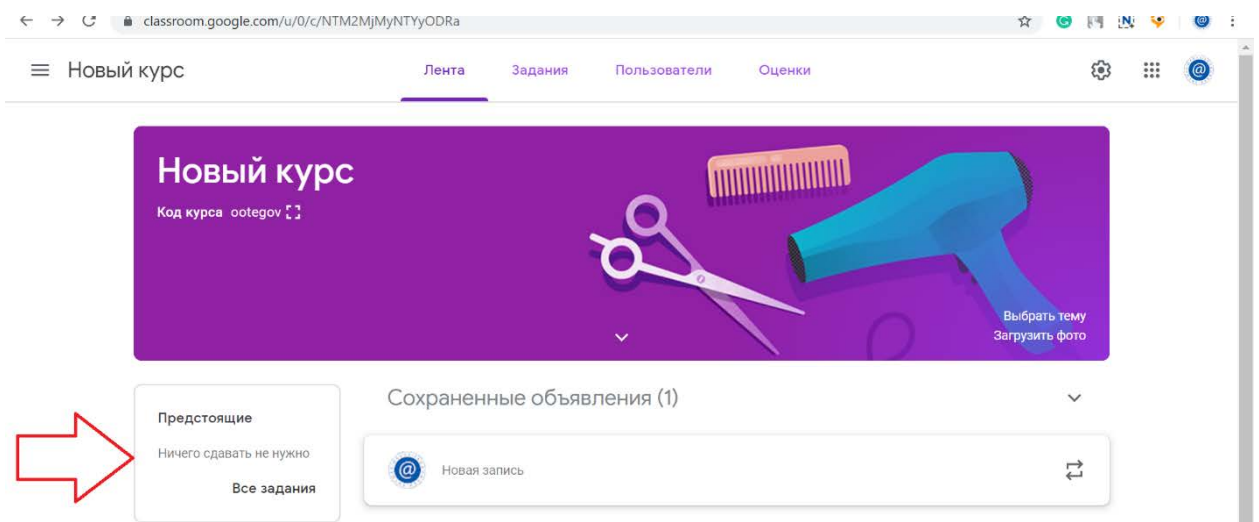 classroom.google.com/u/0/c/NTM2MjMyNTYyODRa
Новый курс
Лента Задания Пользователи Оценки
Новый курс
Код курса ootegov
Выбрать тему
Загрузить фото
Предстоящие
Ничего сдавать не нужно
Все задания
Сохраненные объявления (1)
@ Новая запись